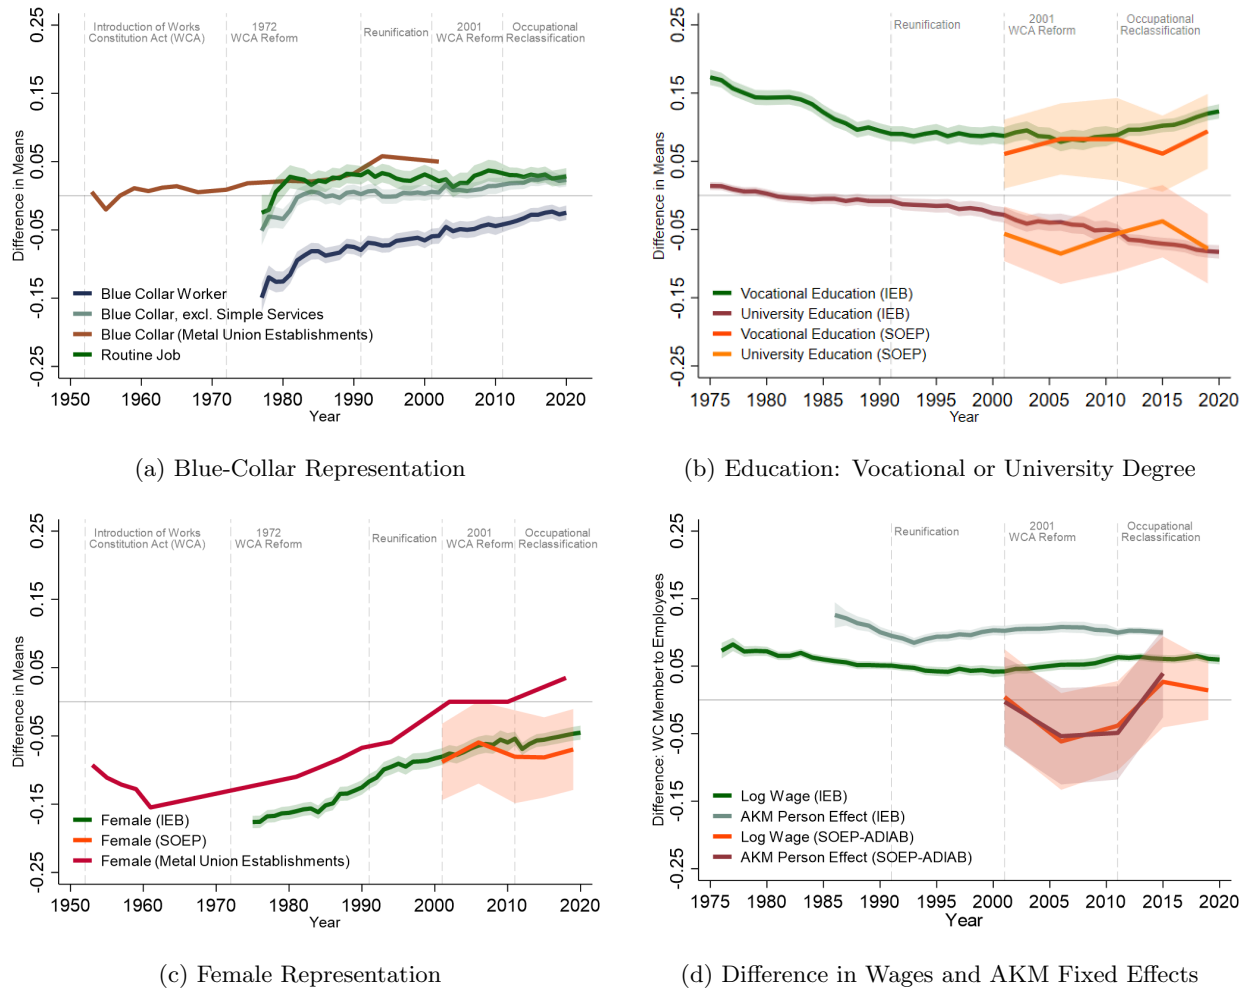 0.25
0.15
0.05
-0.05
-0.15
-0.25
Difference in Means
Introduction of Works
Constitution Act (WCA)
1972
WCA Reform
Reunification
2001
WCA Reform
Occupational
Reclassification
Blue Collar Worker
Blue Collar, excl. Simple Services
Blue Collar (Metal Union Establishments)
Routine Job
1950 1960 1970 1980 1990 2000 2010 2020
Year
(a) Blue-Collar Representation
0.25
0.15
0.05
-0.05
-0.15
-0.25
Difference in Means
Reunification
2001
WCA Reform
Occupational
Reclassification
Vocational Education (IEB)
University Education (IEB)
Vocational Education (SOEP)
University Education (SOEP)
1975 1980 1985 1990 1995 2000 2005 2010 2015 2020
Year
(b) Education: Vocational or University Degree
0.25
0.15
0.05
-0.05
-0.15
-0.25
Difference in Means
Introduction of Works
Constitution Act (WCA)
1972
WCA Reform
Reunification
2001
WCA Reform
Occupational
Reclassification
Female (IEB)
Female (SOEP)
Female (Metal Union Establishments)
1950 1960 1970 1980 1990 2000 2010 2020
Year
(c) Female Representation
0.25
0.15
0.05
-0.05
-0.15
-0.25
Difference: WC Member to Employees
Reunification
2001
WCA Reform
Occupational
Reclassification
Log Wage (IEB)
AKM Person Effect (IEB)
Log Wage (SOEP-ADIAB)
AKM Person Effect (SOEP-ADIAB)
1975 1980 1985 1990 1995 2000 2005 2010 2015 2020
Year
(d) Difference in Wages and AKM Fixed Effects